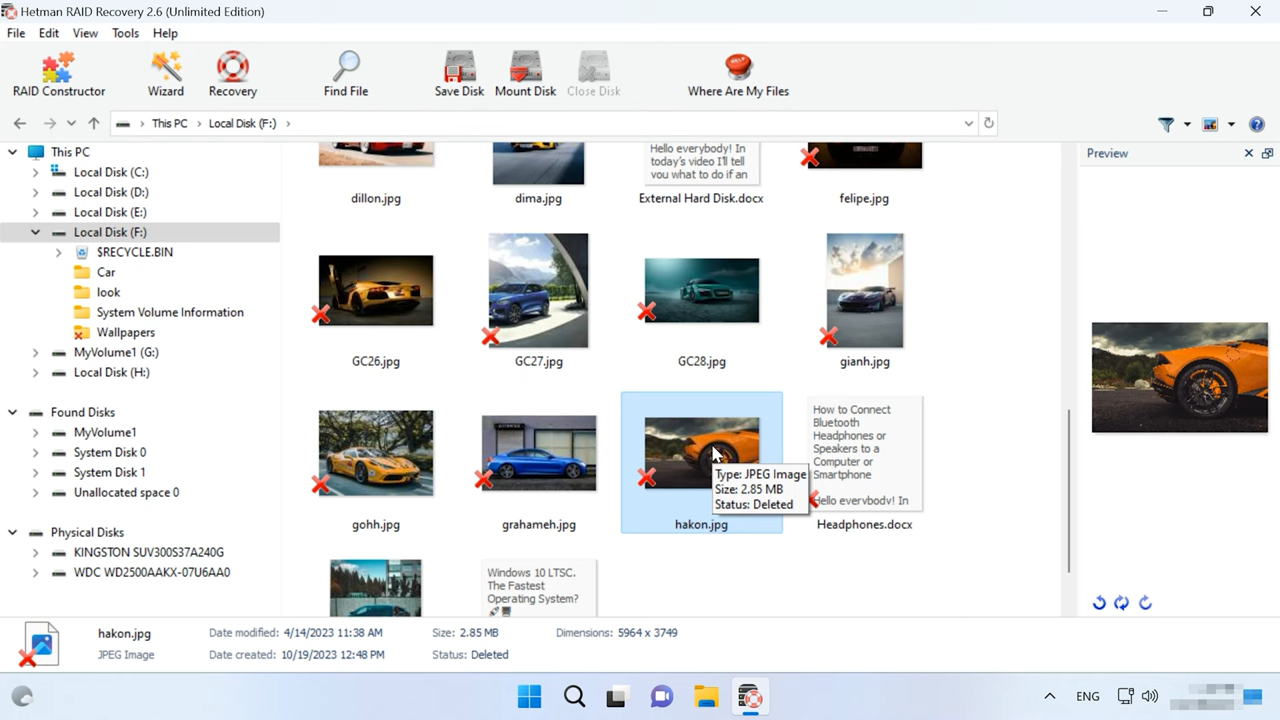 Hetman RAID Recovery 2.6 (Unlimited Edition)
File Edit View Tools Help
RAID Constructor Wizard Recovery Find File Save Disk Mount Disk Close Disk Where Are My Files
This PC Local Disk (F:)
This PC
Local Disk (C:)
Local Disk (D:)
Local Disk (E:)
Local Disk (F:)
$RECYCLE.BIN
Car
look
System Volume Information
Wallpapers
MyVolume1 (G:)
Local Disk (H:)
Found Disks
MyVolume1
System Disk 0
System Disk 1
Unallocated space 0
Physical Disks
KINGSTON SUV300S37A240G
WDC WD2500AAKX-07U6AA0
Hello everybody! In
today's video I'll tell
you what to do if an
dillon.jpg dima.jpg External Hard Disk.docx felipe.jpg
GC26.jpg GC27.jpg GC28.jpg gianh.jpg
How to Connect
Bluetooth
Headphones or
Speakers to a
Computer or
Smartphone
Hello everybody! In
Type: JPEG Image
Size: 2.85 MB
Status: Deleted
gohh.jpg grahameh.jpg hakon.jpg Headphones.docx
Windows 10 LTSC.
The Fastest
Operating System?
Preview
hakon.jpg Date modified: 4/14/2023 11:38 AM Size: 2.85 MB Dimensions: 5964 x 3749
JPEG Image Date created: 10/19/2023 12:48 PM Status: Deleted
ENG